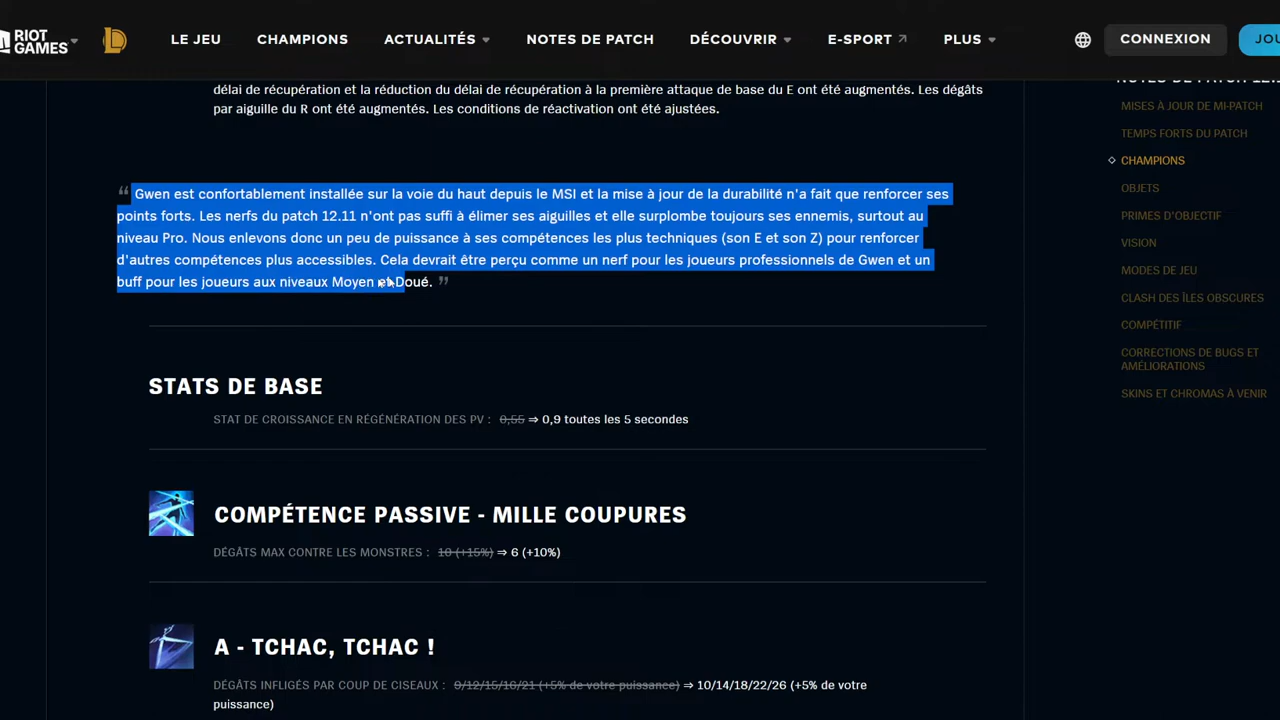 RIOT GAMES
LE JEU
CHAMPIONS
ACTUALITÉS
NOTES DE PATCH
DÉCOUVRIR
E-SPORT
PLUS
CONNEXION
JOU
délai de récupération et la réduction du délai de récupération à la première attaque de base du E ont été augmentés. Les dégâts
par aiguille du R ont été augmentés. Les conditions de réactivation ont été ajustées.
“ Gwen est confortablement installée sur la voie du haut depuis le MSI et la mise à jour de la durabilité n'a fait que renforcer ses
points forts. Les nerfs du patch 12.11 n'ont pas suffi à élimer ses aiguilles et elle surplombe toujours ses ennemis, surtout au
niveau Pro. Nous enlevons donc un peu de puissance à ses compétences les plus techniques (son E et son Z) pour renforcer
d'autres compétences plus accessibles. Cela devrait être perçu comme un nerf pour les joueurs professionnels de Gwen et un
buff pour les joueurs aux niveaux Moyen et Doué. ”
STATS DE BASE
STAT DE CROISSANCE EN RÉGÉNÉRATION DES PV : 0,55 ⇒ 0,9 toutes les 5 secondes
COMPÉTENCE PASSIVE - MILLE COUPURES
DÉGÂTS MAX CONTRE LES MONSTRES : 10 (+15%) ⇒ 6 (+10%)
A - TCHAC, TCHAC !
DÉGÂTS INFLIGÉS PAR COUP DE CISEAUX : 9/12/15/16/21 (+5% de votre puissance) ⇒ 10/14/18/22/26 (+5% de votre
puissance)
NOTES DE PATCH 12.1
MISES À JOUR DE MI-PATCH
TEMPS FORTS DU PATCH
CHAMPIONS
OBJETS
PRIMES D'OBJECTIF
VISION
MODES DE JEU
CLASH DES ÎLES OBSCURES
COMPÉTITIF
CORRECTIONS DE BUGS ET
AMÉLIORATIONS
SKINS ET CHROMAS À VENIR